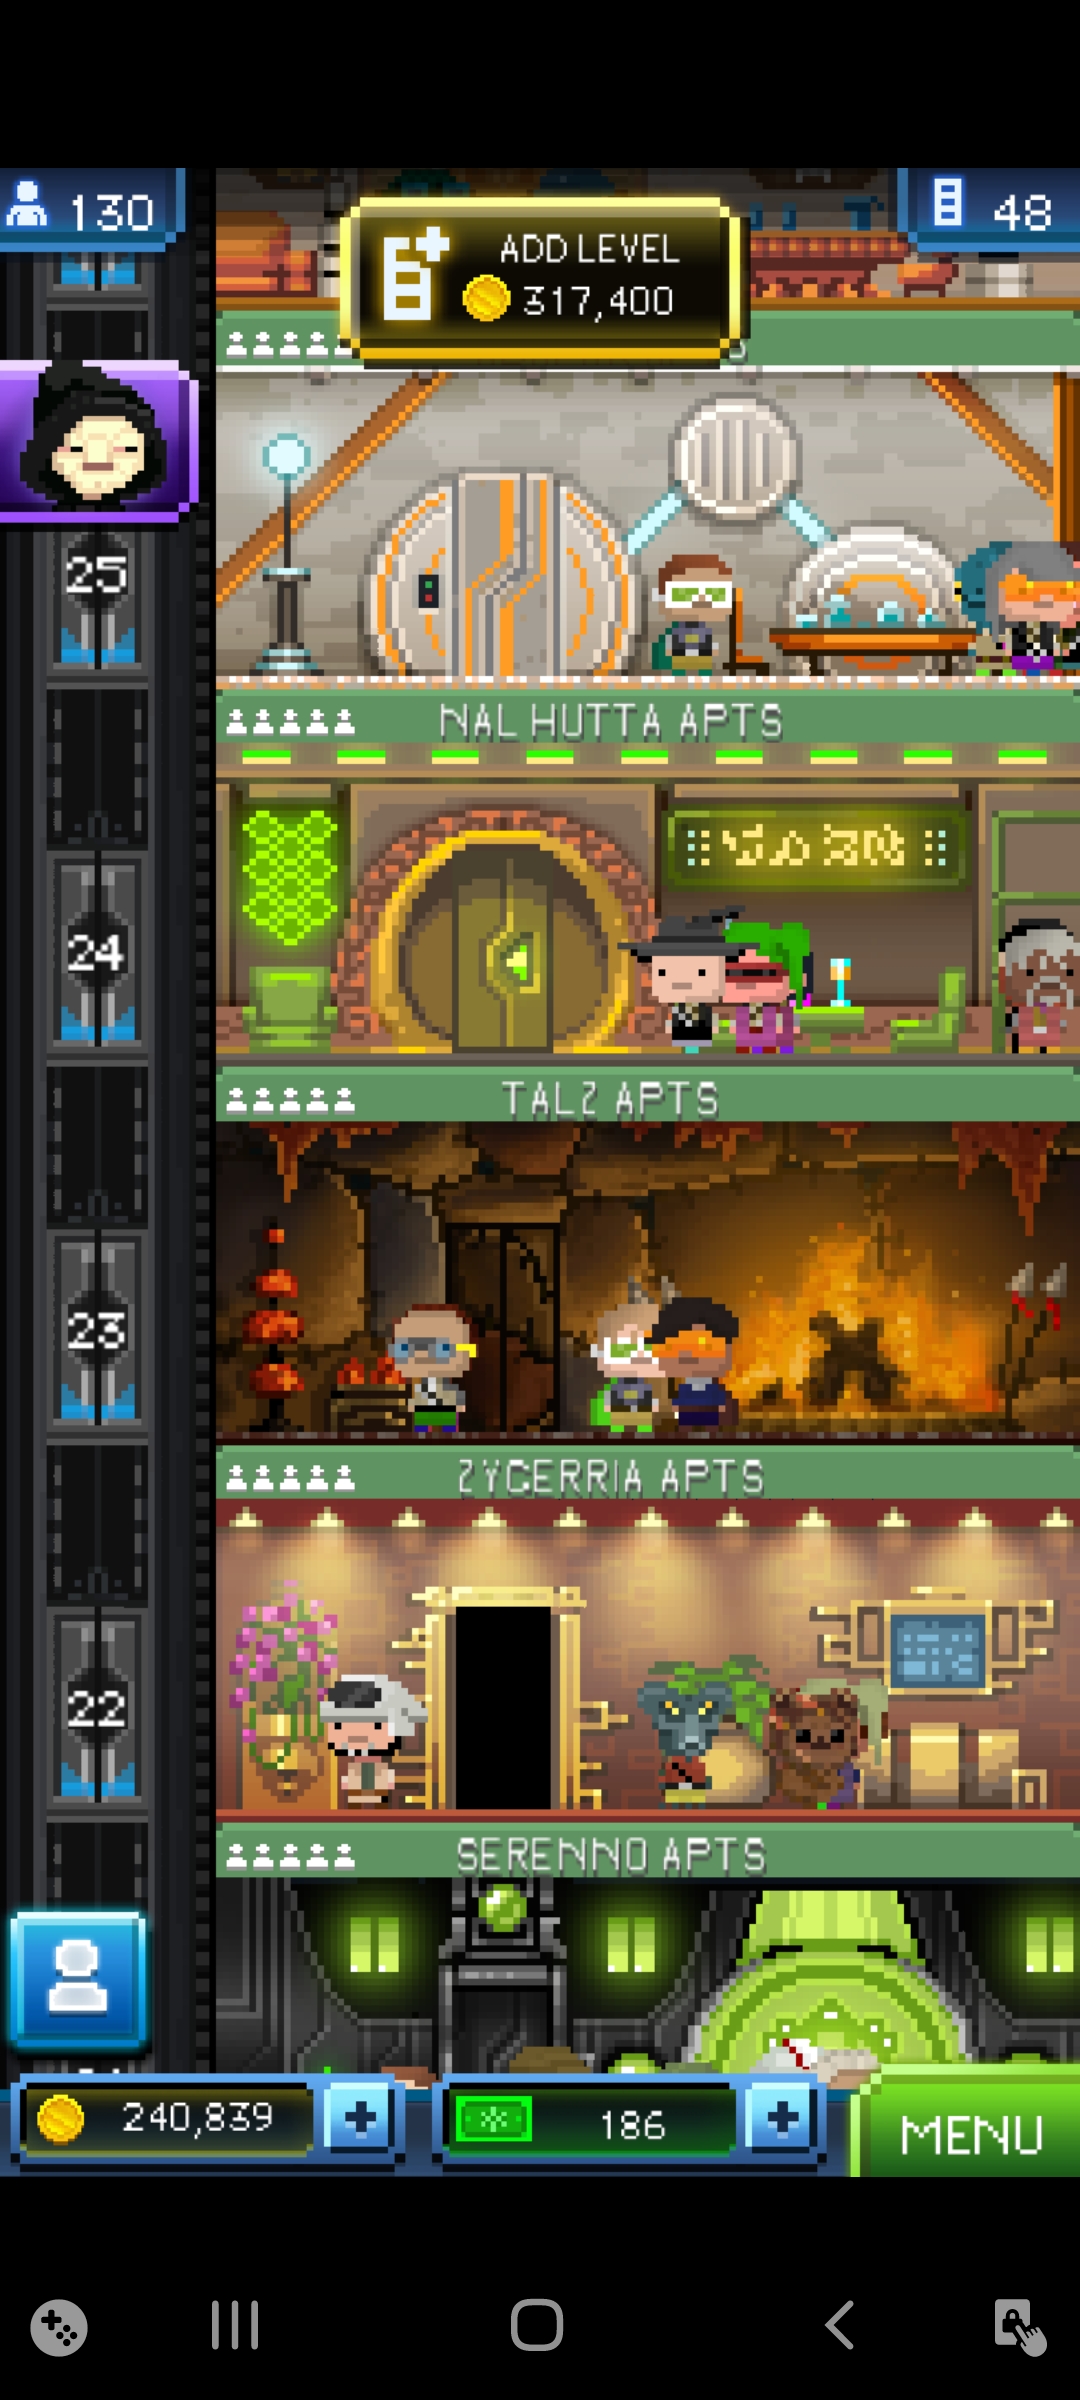 130
ADD LEVEL
317,400
48
25
NAL HUTTA APTS
24
TALZ APTS
23
ZYGERRIA APTS
22
SERENNO APTS
240,839
186
MENU